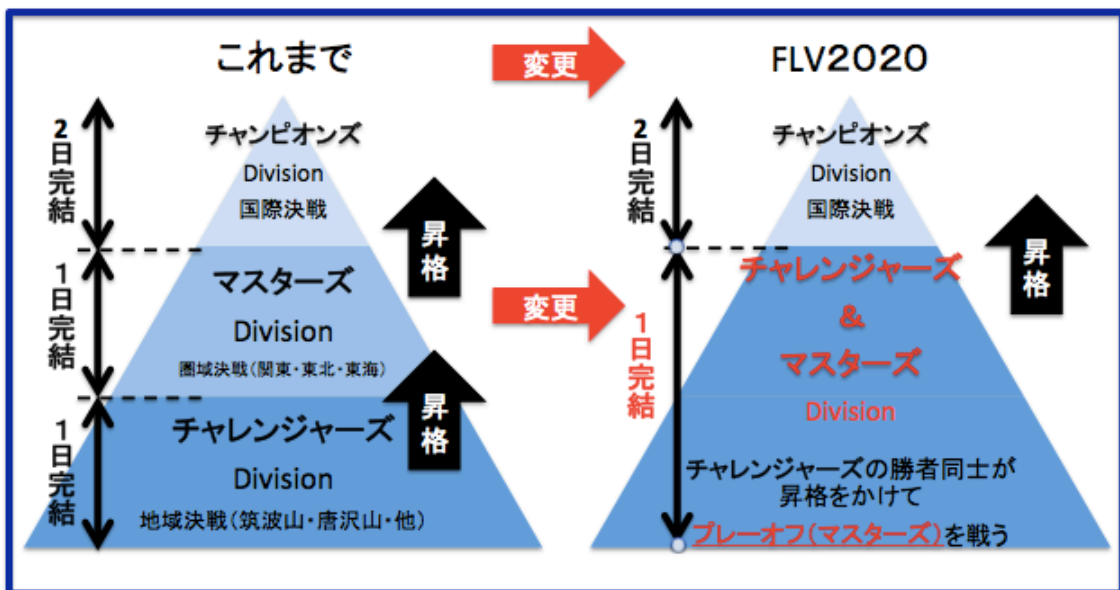 これまで
変更
FLV2020
2日完結
チャンピオンズ
Division
国際決戦
昇格
1日完結
マスターズ
Division
圏域決戦(関東・東北・東海)
昇格
1日完結
チャレンジャーズ
Division
地域決戦(筑波山・唐沢山・他)
変更
2日完結
チャンピオンズ
Division
国際決戦
昇格
1日完結
チャレンジャーズ
&
マスターズ
Division
チャレンジャーズの勝者同士が
昇格をかけて
プレーオフ(マスターズ)を戦う